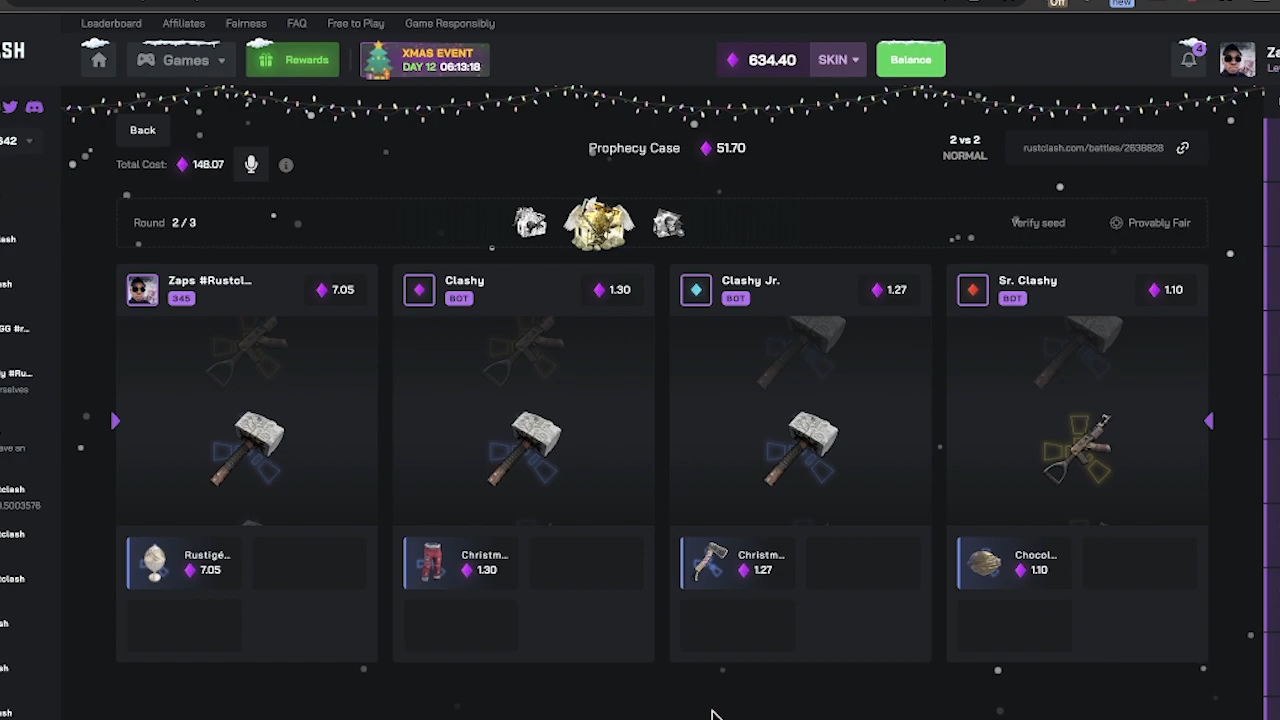 Off
new
Leaderboard Affiliates Fairness FAQ Free to Play Game Responsibly
Games
Rewards
XMAS EVENT
DAY 12 06:13:18
634.40
SKIN
Balance
4
Back
Total Cost: 148.07
Prophecy Case 51.70
2 vs 2
NORMAL
rustclash.com/battles/2638828
Round 2 / 3
Verify seed
Provably Fair
Zaps #Rustcl...
345
7.05
Clashy
BOT
1.30
Clashy Jr.
BOT
1.27
Sr. Clashy
BOT
1.10
Rustigé...
7.05
Christm...
1.30
Christm...
1.27
Chocol...
1.10